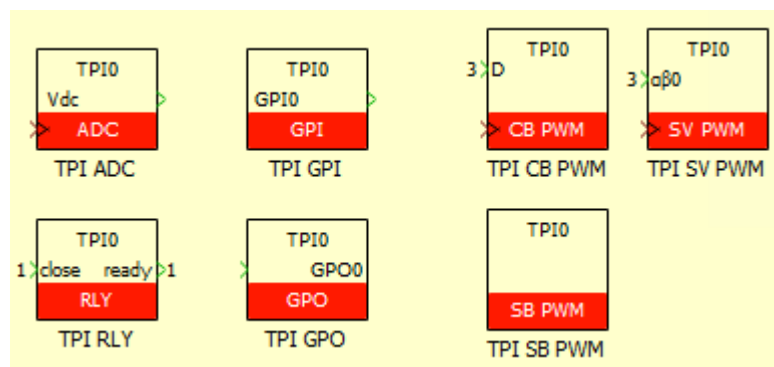 TPI0
Vdc
ADC
TPI ADC
TPI0
GPI0
GPI
TPI GPI
TPI0
3 D
CB PWM
TPI CB PWM
TPI0
3 αβ0
SV PWM
TPI SV PWM
TPI0
1 close ready 1
RLY
TPI RLY
TPI0
GPO0
GPO
TPI GPO
TPI0
SB PWM
TPI SB PWM